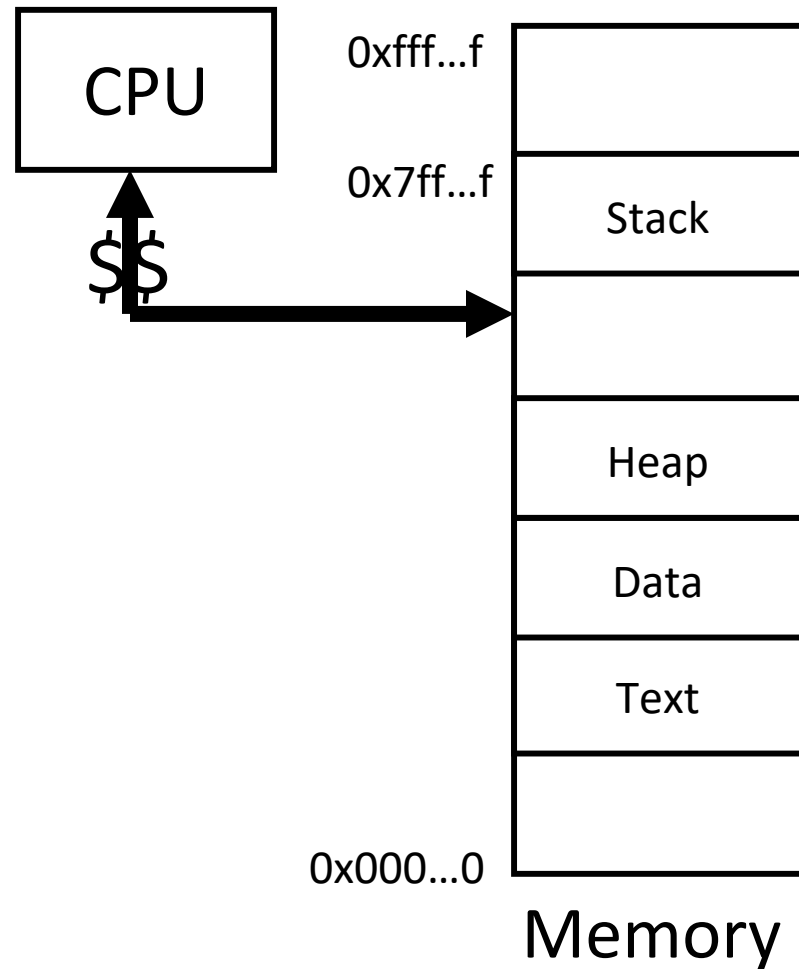 CPU
$$
0xfff…f
0x7ff…f
Stack
Heap
Data
Text
0x000…0
Memory